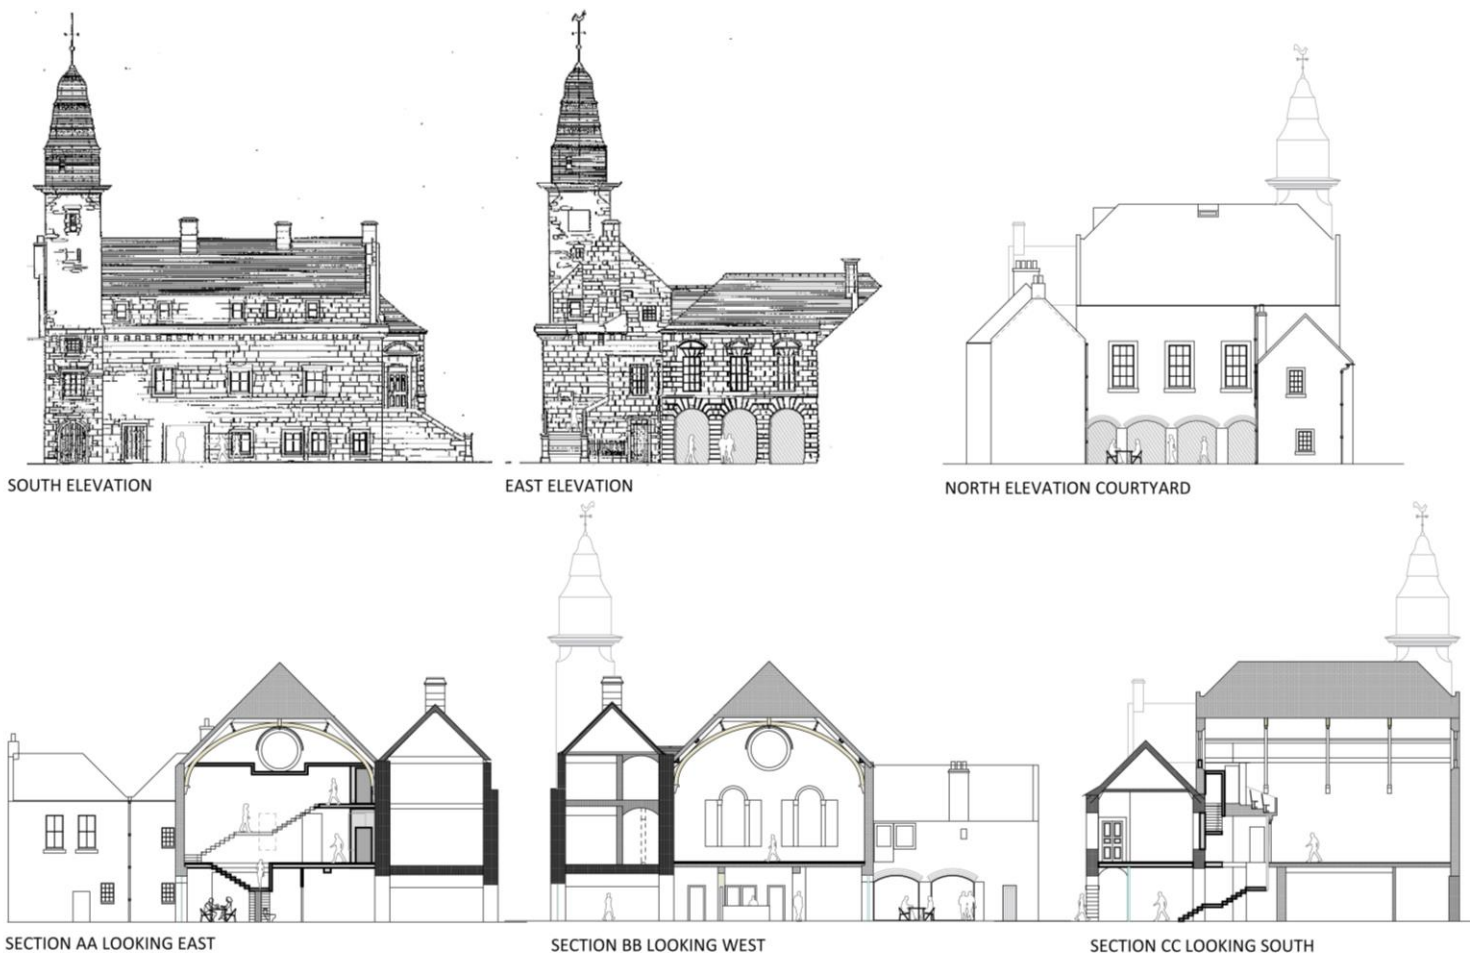 SOUTH ELEVATION
EAST ELEVATION
NORTH ELEVATION COURTYARD
SECTION AA LOOKING EAST
SECTION BB LOOKING WEST
SECTION CC LOOKING SOUTH